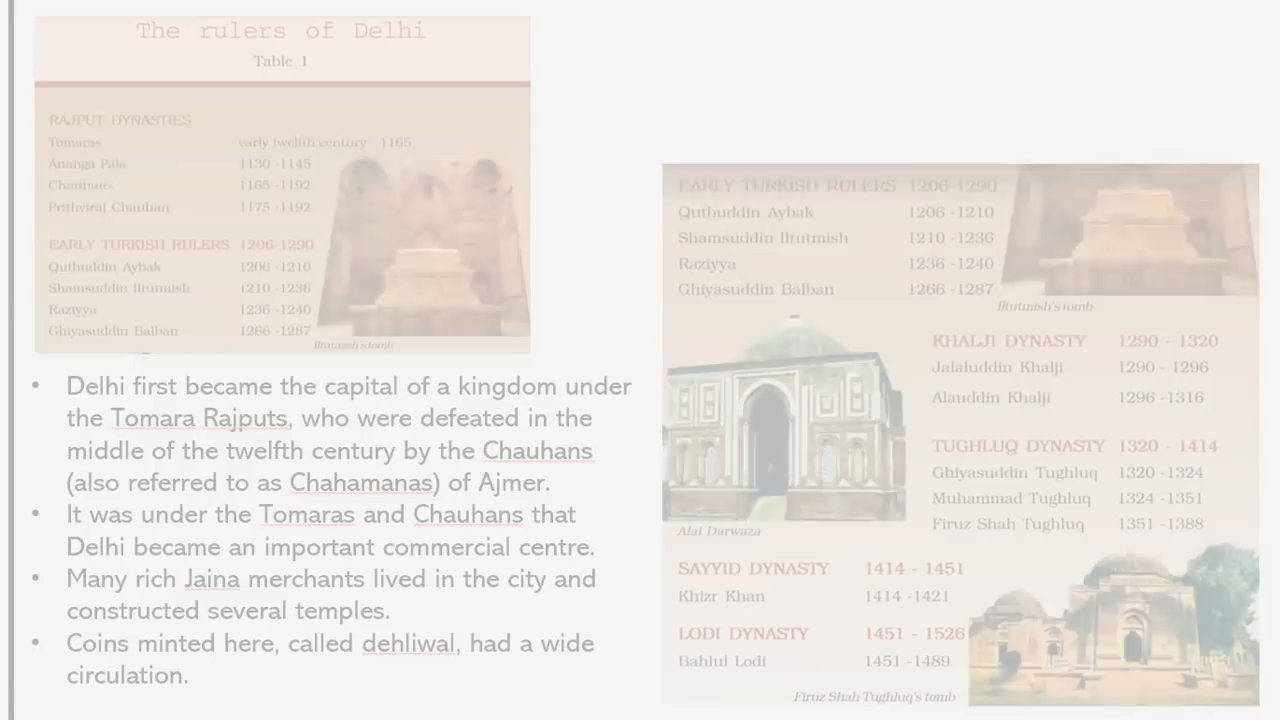 The rulers of Delhi
Table 1
RAJPUT DYNASTIES
Tomaras early twelfth century 1165
Ananga Pala 1130 -1145
Chauhans 1165 -1192
Prithviraj Chauhan 1175 -1192
EARLY TURKISH RULERS 1206-1290
Qutbuddin Aybak 1206 -1210
Shamsuddin Iltutmish 1210 -1236
Raziyya 1236 -1240
Ghiyasuddin Balban 1266 -1287
Iltutmish's tomb
• Delhi first became the capital of a kingdom under
the Tomara Rajputs, who were defeated in the
middle of the twelfth century by the Chauhans
(also referred to as Chahamanas) of Ajmer.
• It was under the Tomaras and Chauhans that
Delhi became an important commercial centre.
• Many rich Jaina merchants lived in the city and
constructed several temples.
• Coins minted here, called dehliwal, had a wide
circulation.
EARLY TURKISH RULERS 1206-1290
Qutbuddin Aybak 1206 -1210
Shamsuddin Iltutmish 1210 -1236
Raziyya 1236 -1240
Ghiyasuddin Balban 1266 -1287
Iltutmish's tomb
KHALJI DYNASTY 1290 - 1320
Jalaluddin Khalji 1290 - 1296
Alauddin Khalji 1296 -1316
TUGHLUQ DYNASTY 1320 - 1414
Ghiyasuddin Tughluq 1320 -1324
Muhammad Tughluq 1324 -1351
Firuz Shah Tughluq 1351 -1388
Alai Darwaza
SAYYID DYNASTY 1414 - 1451
Khizr Khan 1414 -1421
LODI DYNASTY 1451 - 1526
Bahlul Lodi 1451 -1489
Firuz Shah Tughluq's tomb